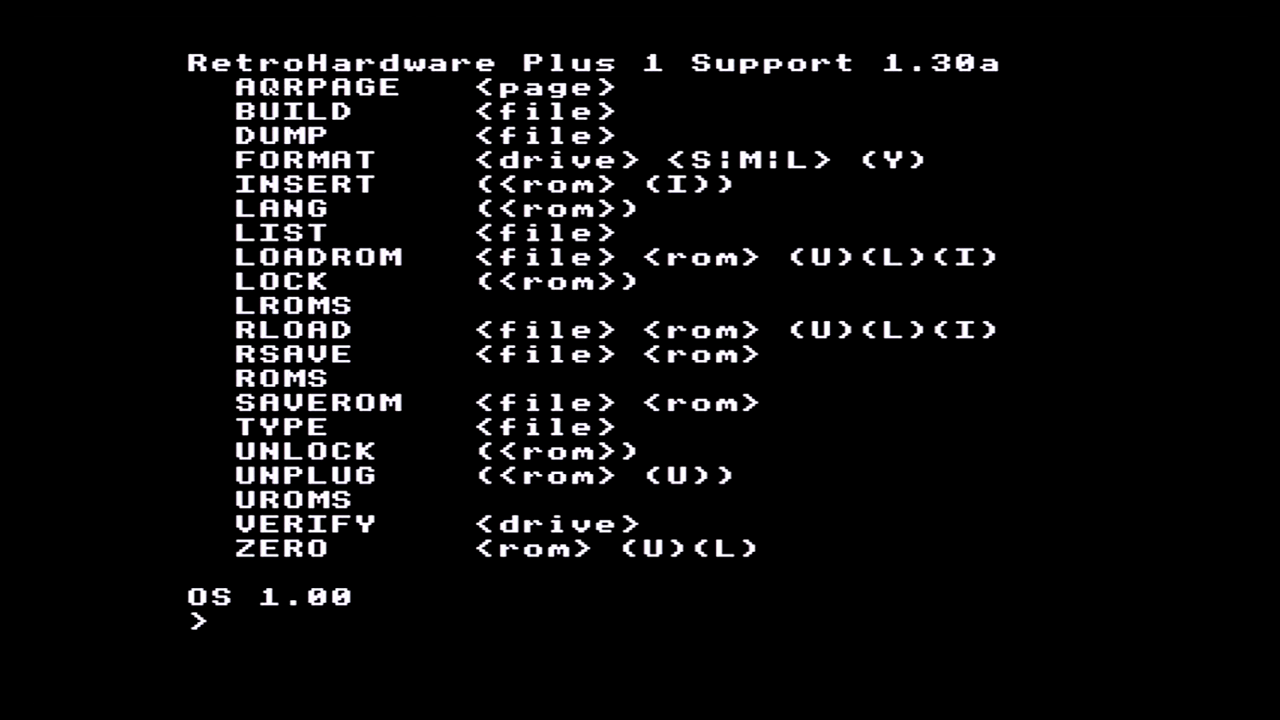 RetroHardware Plus 1 Support 1.30a
AQRPAGE <page>
BUILD <file>
DUMP <file>
FORMAT <drive> <S¦M¦L> (Y)
INSERT (<rom> (I))
LANG (<rom>)
LIST <file>
LOADROM <file> <rom> (U)(L)(I)
LOCK (<rom>)
LROMS
RLOAD <file> <rom> (U)(L)(I)
RSAVE <file> <rom>
ROMS
SAVEROM <file> <rom>
TYPE <file>
UNLOCK (<rom>)
UNPLUG (<rom> (U))
UROMS
VERIFY <drive>
ZERO <rom> (U)(L)
OS 1.00
>